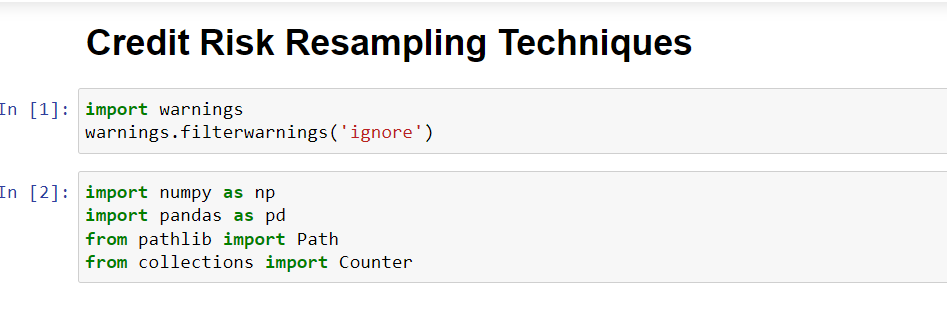 Credit Risk Resampling Techniques
In [1]: import warnings
warnings.filterwarnings('ignore')
In [2]: import numpy as np
import pandas as pd
from pathlib import Path
from collections import Counter